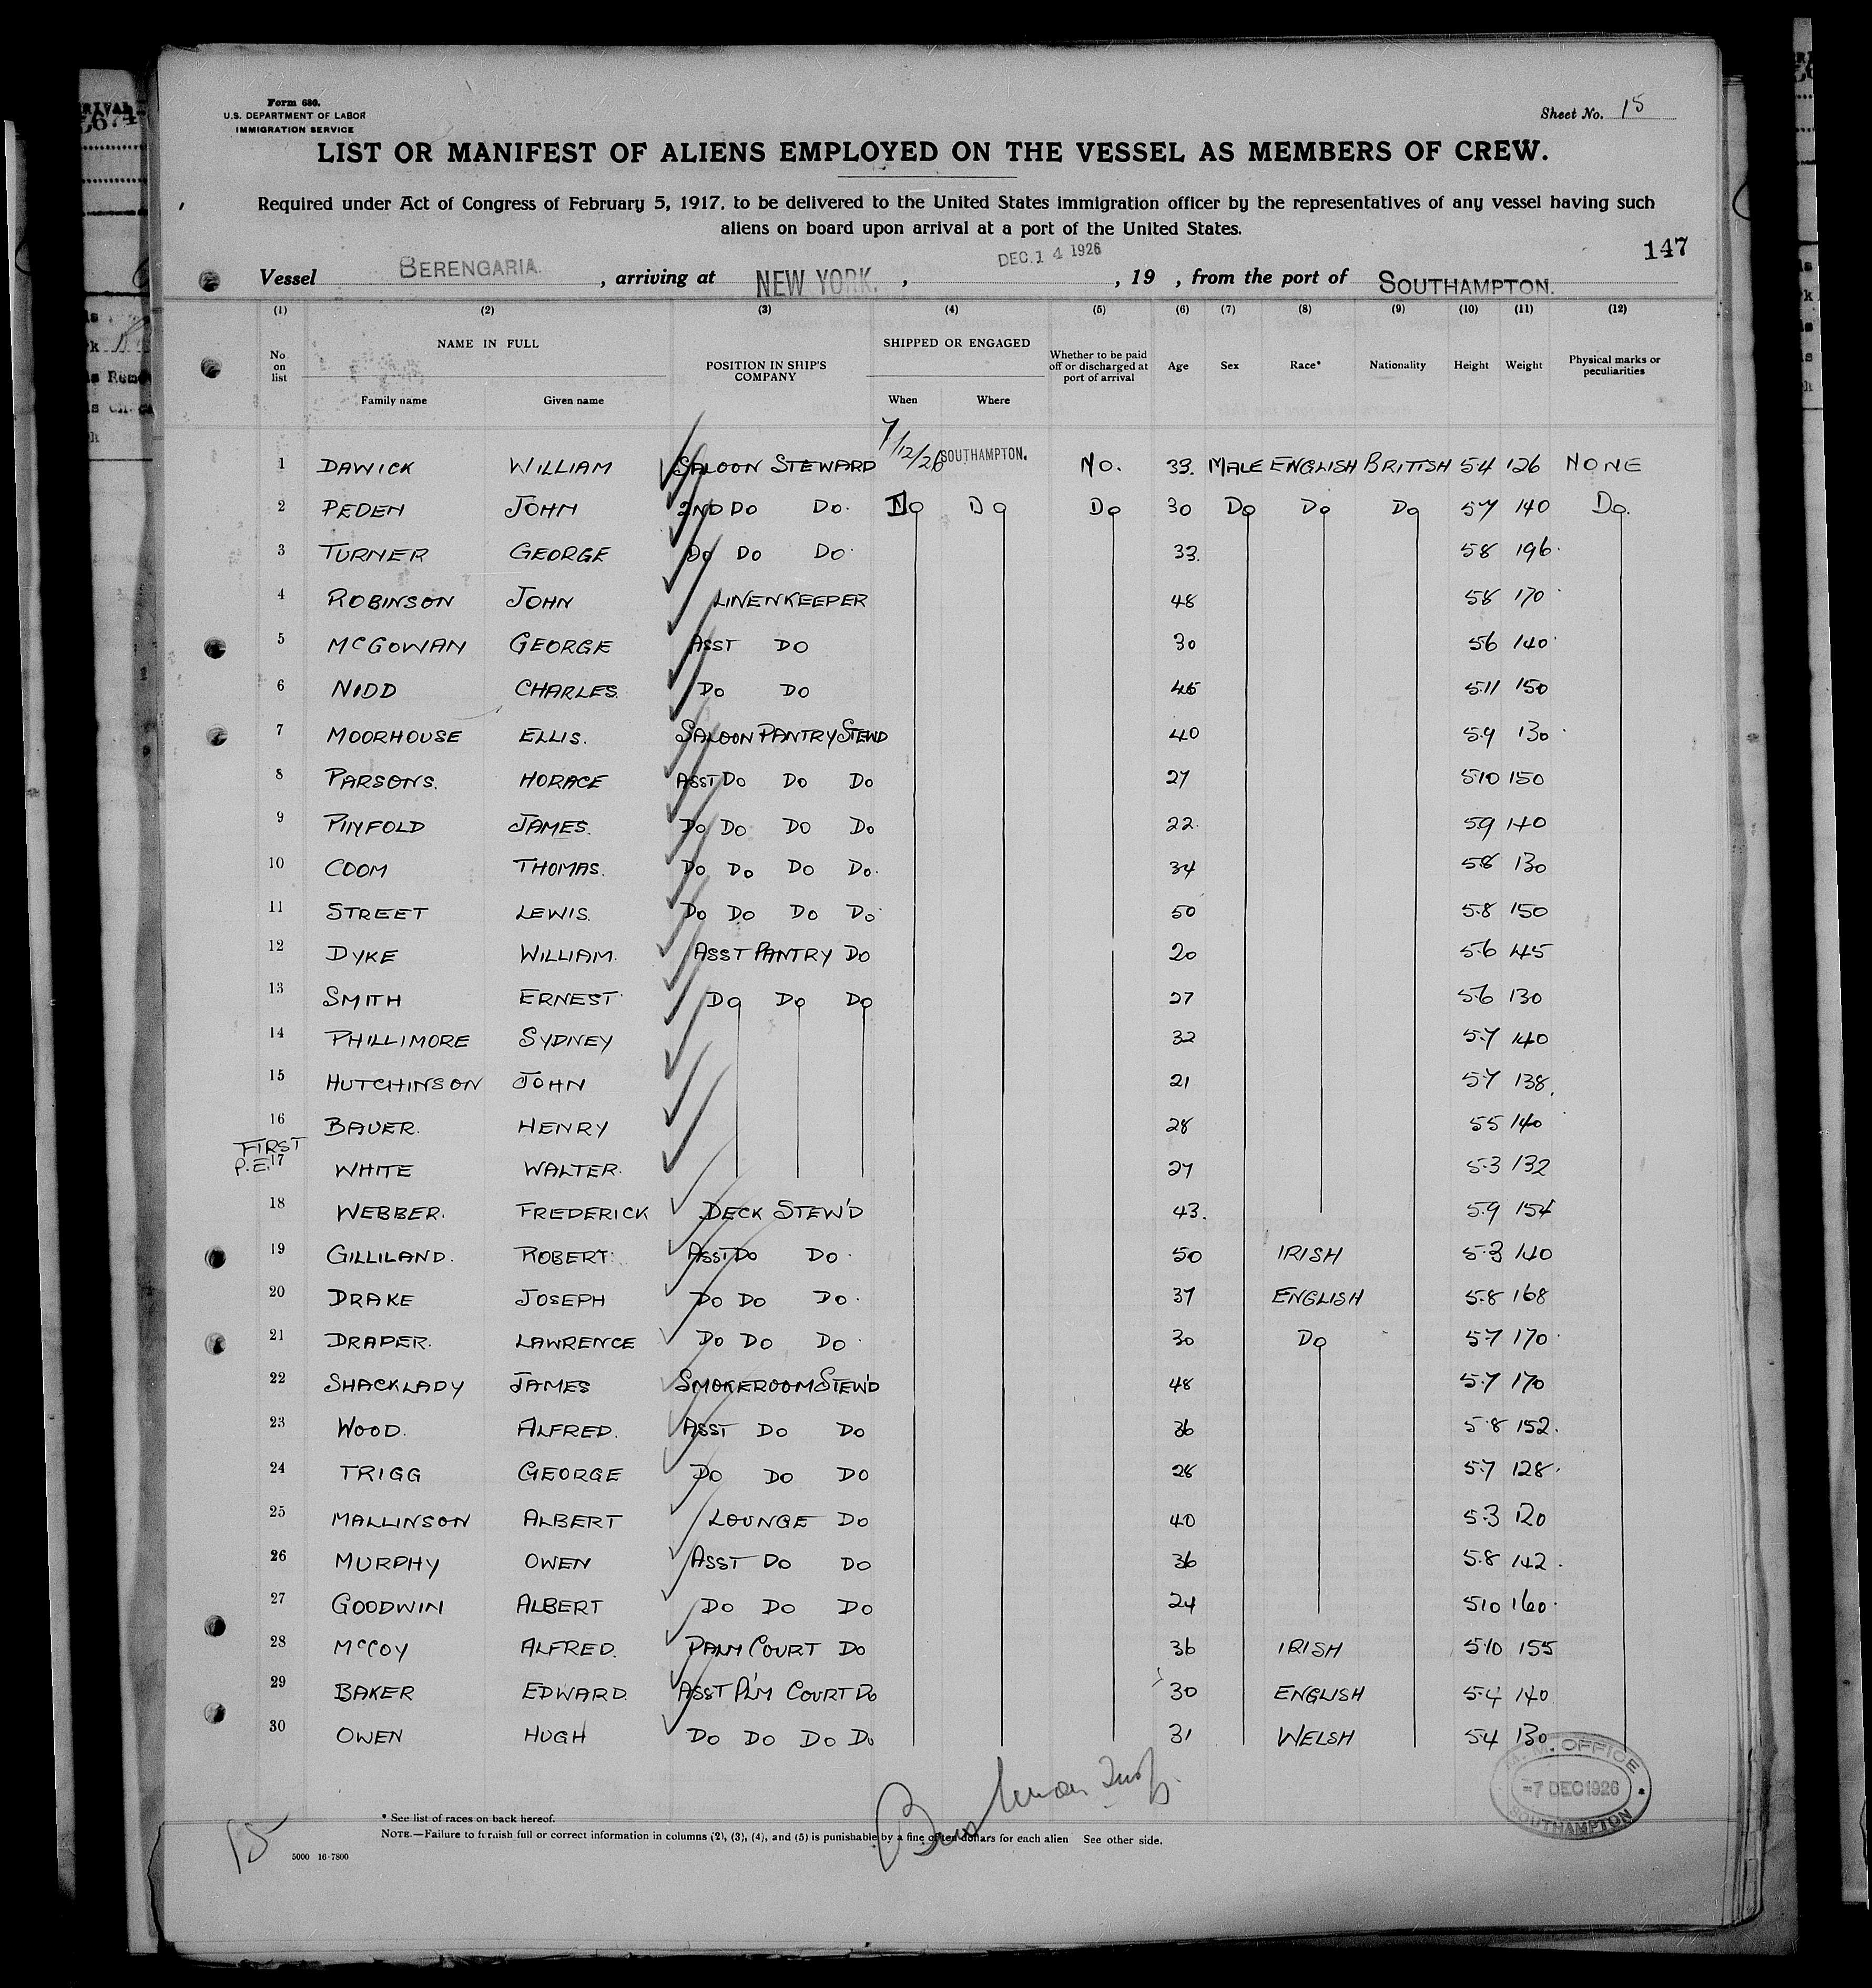 Form 686.
U.S. DEPARTMENT OF LABOR
IMMIGRATION SERVICE
Sheet No. 15
LIST OR MANIFEST OF ALIENS EMPLOYED ON THE VESSEL AS MEMBERS OF CREW.
Required under Act of Congress of February 5, 1917, to be delivered to the United States immigration officer by the representatives of any vessel having such
aliens on board upon arrival at a port of the United States.
147
Vessel BERENGARIA. , arriving at NEW YORK. , DEC. 14 1926 , 19 , from the port of SOUTHAMPTON.
(1) (2) (3) (4) (5) (6) (7) (8) (9) (10) (11) (12)
No on list NAME IN FULL Family name Given name POSITION IN SHIP'S COMPANY SHIPPED OR ENGAGED When Where Whether to be paid off or discharged at port of arrival Age Sex Race* Nationality Height Weight Physical marks or peculiarities
1 DAWICK WILLIAM SALOON STEWARD 7/12/26 SOUTHAMPTON. NO. 33. MALE ENGLISH BRITISH 54 126 NONE
2 PEDEN JOHN 2ND DO DO. DO DO DO 30 DO DO DO 57 140 DO.
3 TURNER GEORGE DO DO DO. 33. 58 196.
4 ROBINSON JOHN LINENKEEPER 48 58 170
5 MCGOWAN GEORGE ASST DO 30 56 140
6 NIDD CHARLES. DO DO 45 5.11 150
7 MOORHOUSE ELLIS. SALOON PANTRY STEWD 40 5.9 130
8 PARSONS. HORACE ASST DO DO DO 27 510 150
9 PINFOLD JAMES. DO DO DO DO 22. 59 140
10 COOM THOMAS. DO DO DO DO. 34 58 130
11 STREET LEWIS. DO DO DO DO 50 5.8 150
12 DYKE WILLIAM. ASST PANTRY DO 20 5.6 145
13 SMITH ERNEST DO DO DO 27 5.6 130
14 PHILLIMORE SYDNEY 32 5.7 140
15 HUTCHINSON JOHN 21 5.7 138
16 BAUER. HENRY 28 55 140
FIRST
P.E. 17 WHITE WALTER. 27 5.3 132
18 WEBBER. FREDERICK DECK STEW'D 43. 5.9 154
19 GILLILAND. ROBERT. ASST DO DO. 50 IRISH 5.3 140
20 DRAKE JOSEPH DO DO DO. 37 ENGLISH 5.8 168
21 DRAPER. LAWRENCE DO DO DO 30 DO 5.7 170
22 SHACKLADY JAMES SMOKEROOM STEW'D 48 5.7 170
23 WOOD. ALFRED. ASST DO DO 36 5.8 152.
24 TRIGG GEORGE DO DO DO 28 5.7 128.
25 MALLINSON ALBERT LOUNGE DO 40 5.3 120
26 MURPHY OWEN ASST DO DO 36 5.8 142.
27 GOODWIN ALBERT DO DO DO 24 510 160
28 MCCOY ALFRED. PALM COURT DO 36 IRISH 5.10 155
29 BAKER EDWARD. ASST PL'M COURT DO 30 ENGLISH 5.4 140
30 OWEN HUGH DO DO DO DO 31 WELSH 5.4 130
M. M. OFFICE
-7 DEC 1926
SOUTHAMPTON
15
* See list of races on back hereof.
NOTE.—Failure to furnish full or correct information in columns (2), (3), (4), and (5) is punishable by a fine of ten dollars for each alien See other side.
5000 16-7800